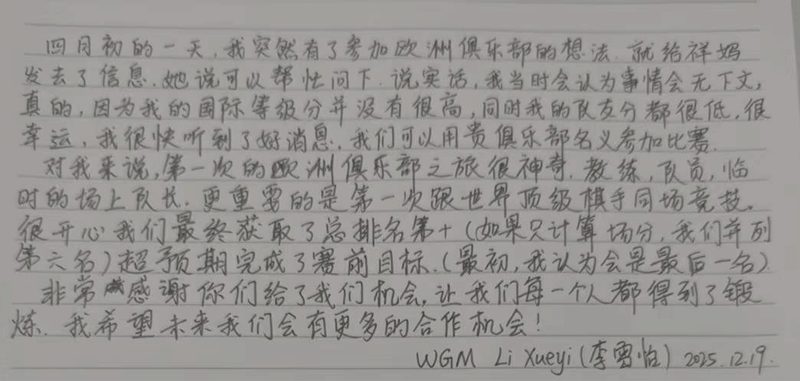 四月初的一天,我突然有了参加欧洲俱乐部的想法.就给祥妈
发去了信息.她说可以帮忙问下.说实话,我当时会认为事情会无下文,
真的,因为我的国际等级分并没有很高,同时我的队友分都很低,很
幸运,我很快听到了好消息.我们可以用贵俱乐部名义参加比赛.
对我来说,第一次的欧洲俱乐部之旅很神奇.教练,队员,临
时的场上队长.更重要的是第一次跟世界顶级棋手同场竞技.
很开心我们最终获取了总排名第十(如果只计算场分,我们并列
第六名)超预期完成了赛前目标.(最初,我认为会是最后一名)
非常感谢你们给了我们机会,让我们每一个人都得到了锻
炼.我希望未来我们会有更多的合作机会!
WGM Li Xueyi(李雪怡) 2025.12.19.